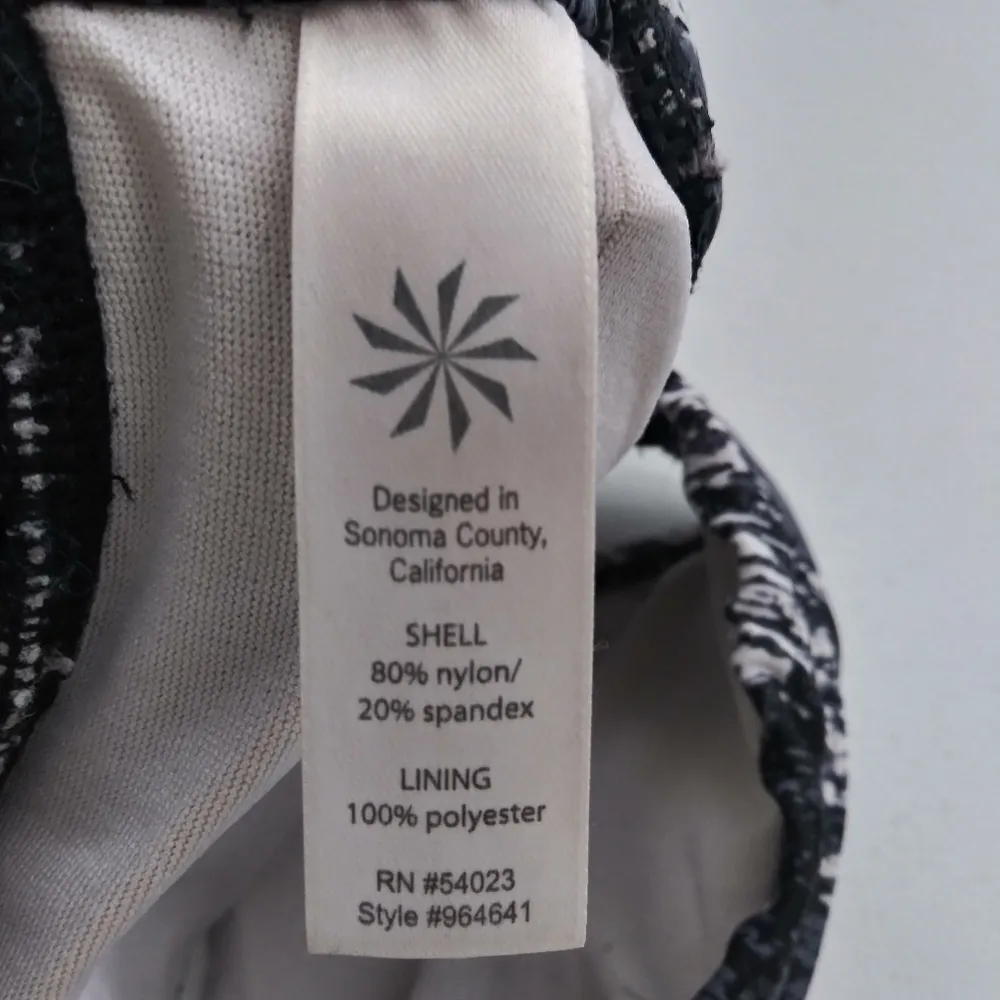 Designed in
Sonoma County,
California
SHELL
80% nylon/
20% spandex
LINING
100% polyester
RN #54023
Style #964641